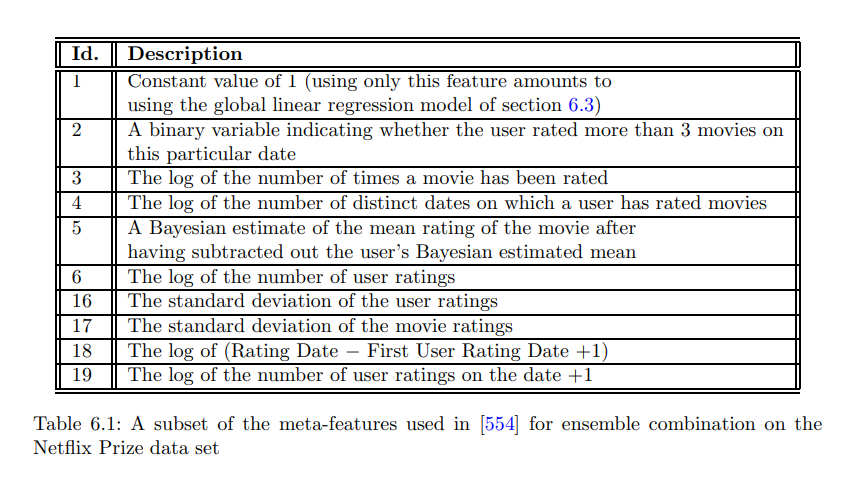 Id. Description
1 Constant value of 1 (using only this feature amounts to
using the global linear regression model of section 6.3)
2 A binary variable indicating whether the user rated more than 3 movies on
this particular date
3 The log of the number of times a movie has been rated
4 The log of the number of distinct dates on which a user has rated movies
5 A Bayesian estimate of the mean rating of the movie after
having subtracted out the user's Bayesian estimated mean
6 The log of the number of user ratings
16 The standard deviation of the user ratings
17 The standard deviation of the movie ratings
18 The log of (Rating Date − First User Rating Date +1)
19 The log of the number of user ratings on the date +1
Table 6.1: A subset of the meta-features used in [554] for ensemble combination on the
Netflix Prize data set